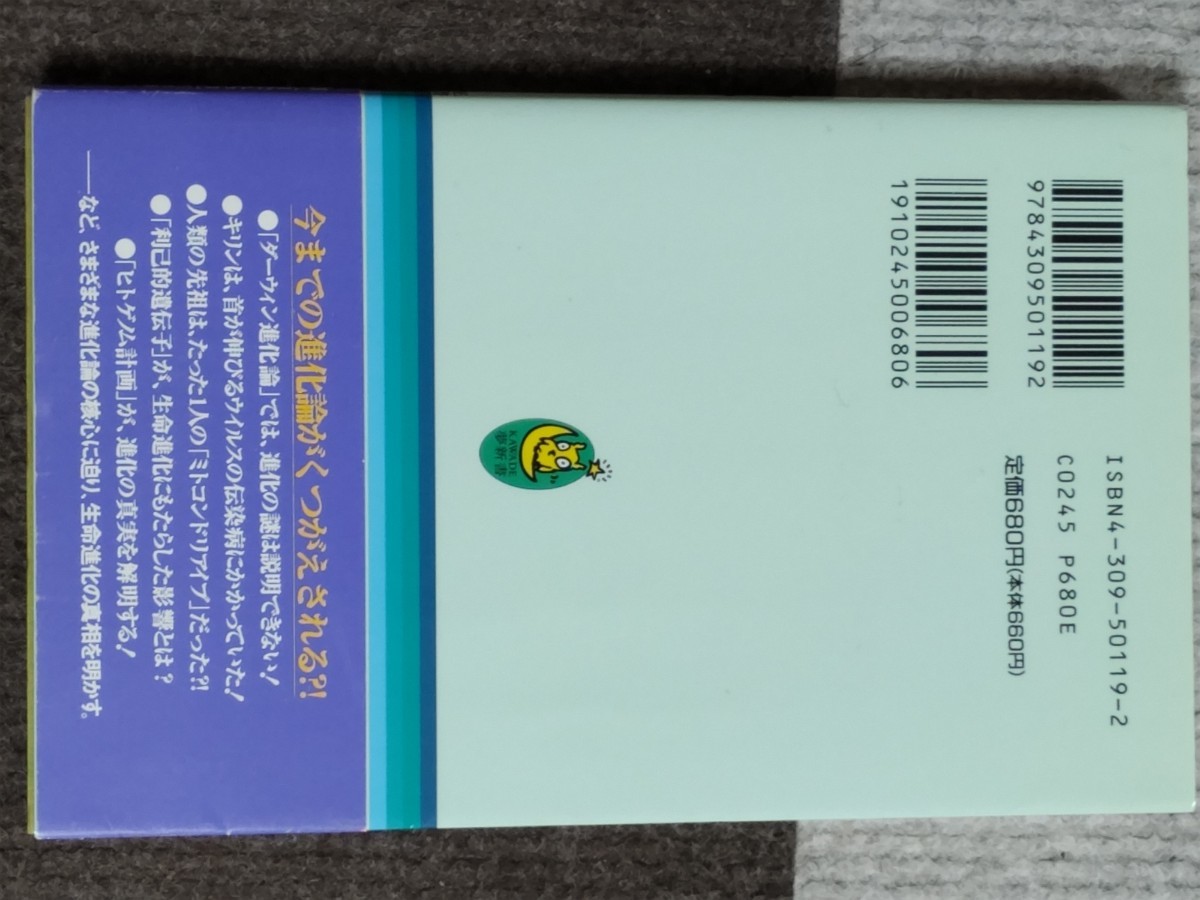 9784309501192
1910245006806
ISBN4-309-50119-2
C0245 P680E
定価680円(本体660円)
KAWADE
夢新書
今までの進化論がくつがえされる?!
●「ダーウィン進化論」では、進化の謎は説明できない!
●キリンは、首が伸びるウイルスの伝染病にかかっていた!
●人類の先祖は、たった1人の「ミトコンドリアイブ」だった?!
●「利己的遺伝子」が、生命進化にもたらした影響とは?
●「ヒトゲノム計画」が、進化の真実を解明する!
――など、さまざまな進化論の核心に迫り、生命進化の真相を明かす。